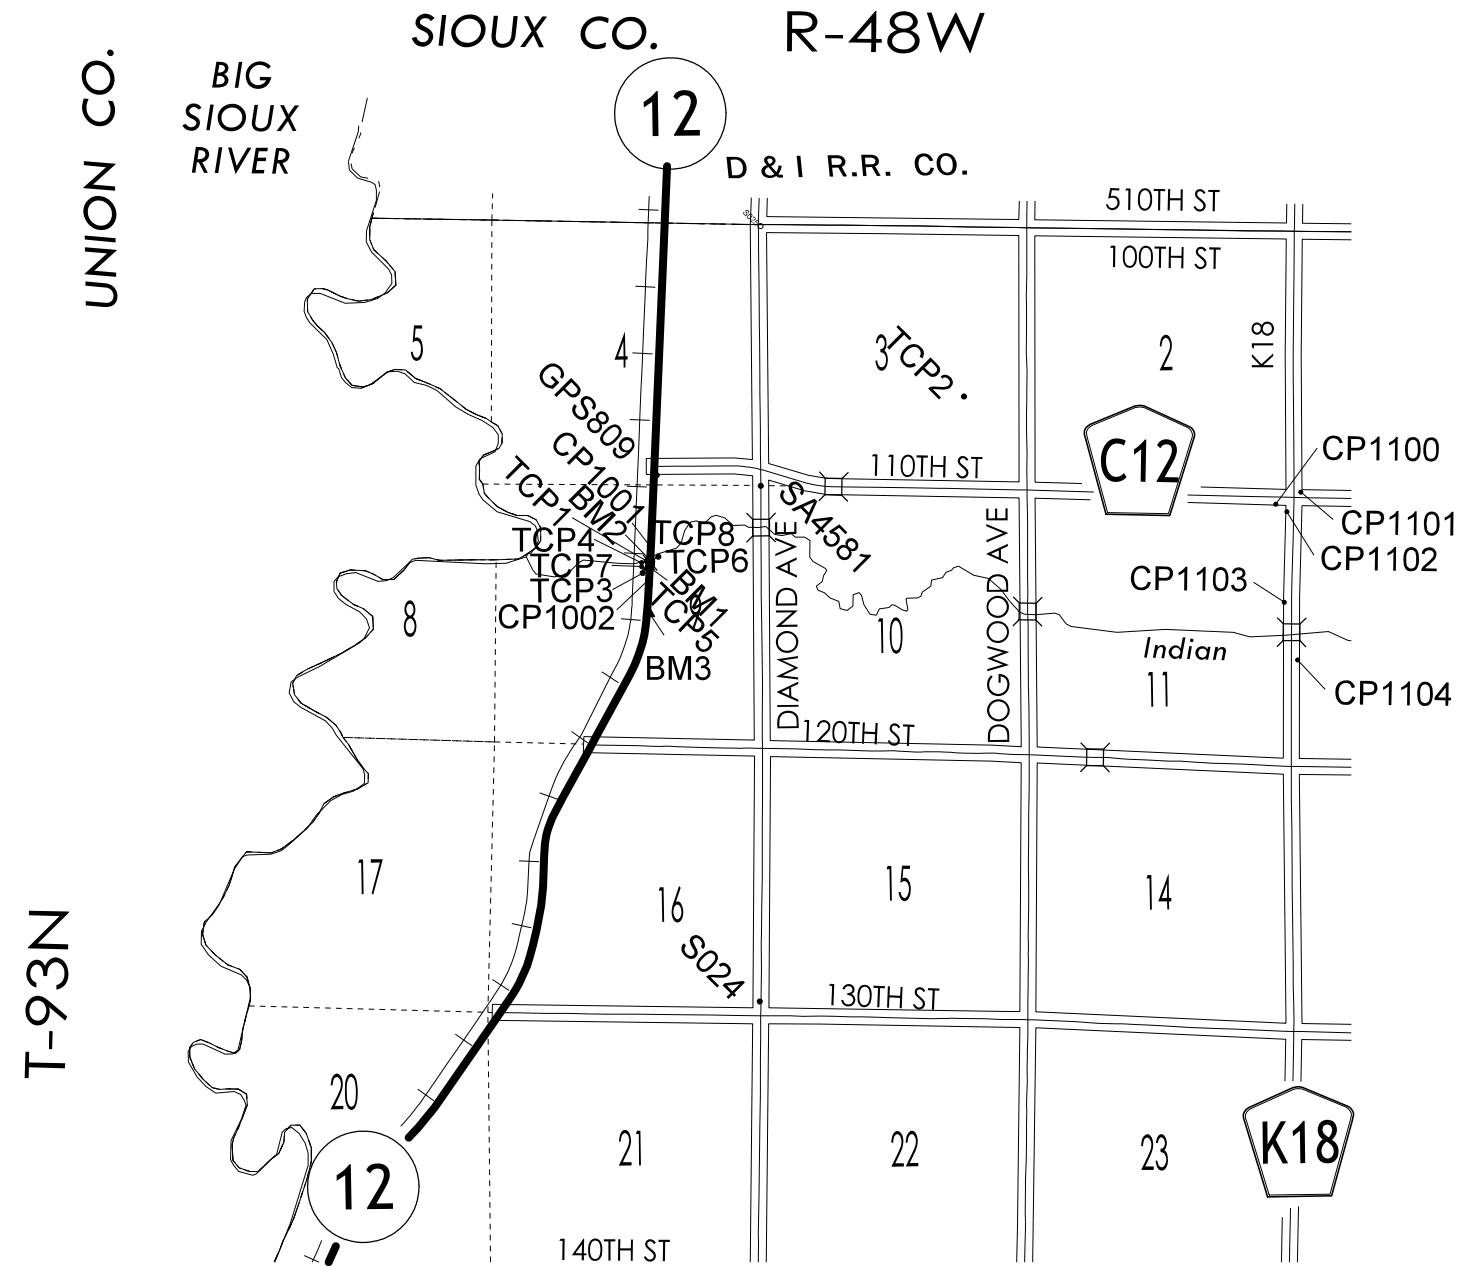 SIOUX CO.
R-48W
UNION CO.
BIG
SIOUX
RIVER
12
D & I R.R. CO.
510TH ST
100TH ST
5
4
3
TCP2
2
K18
GPS809
CP1001
TCP1
BM2
C12
CP1100
110TH ST
SA4581
CP1101
TCP4
TCP8
CP1102
TCP7
TCP6
TCP3
BM1
CP1103
CP1002
TCP5
8
DIAMOND AVE
10
DOGWOOD AVE
Indian
BM3
11
CP1104
120TH ST
17
16
15
14
T-93N
S024
130TH ST
20
21
22
23
K18
12
140TH ST